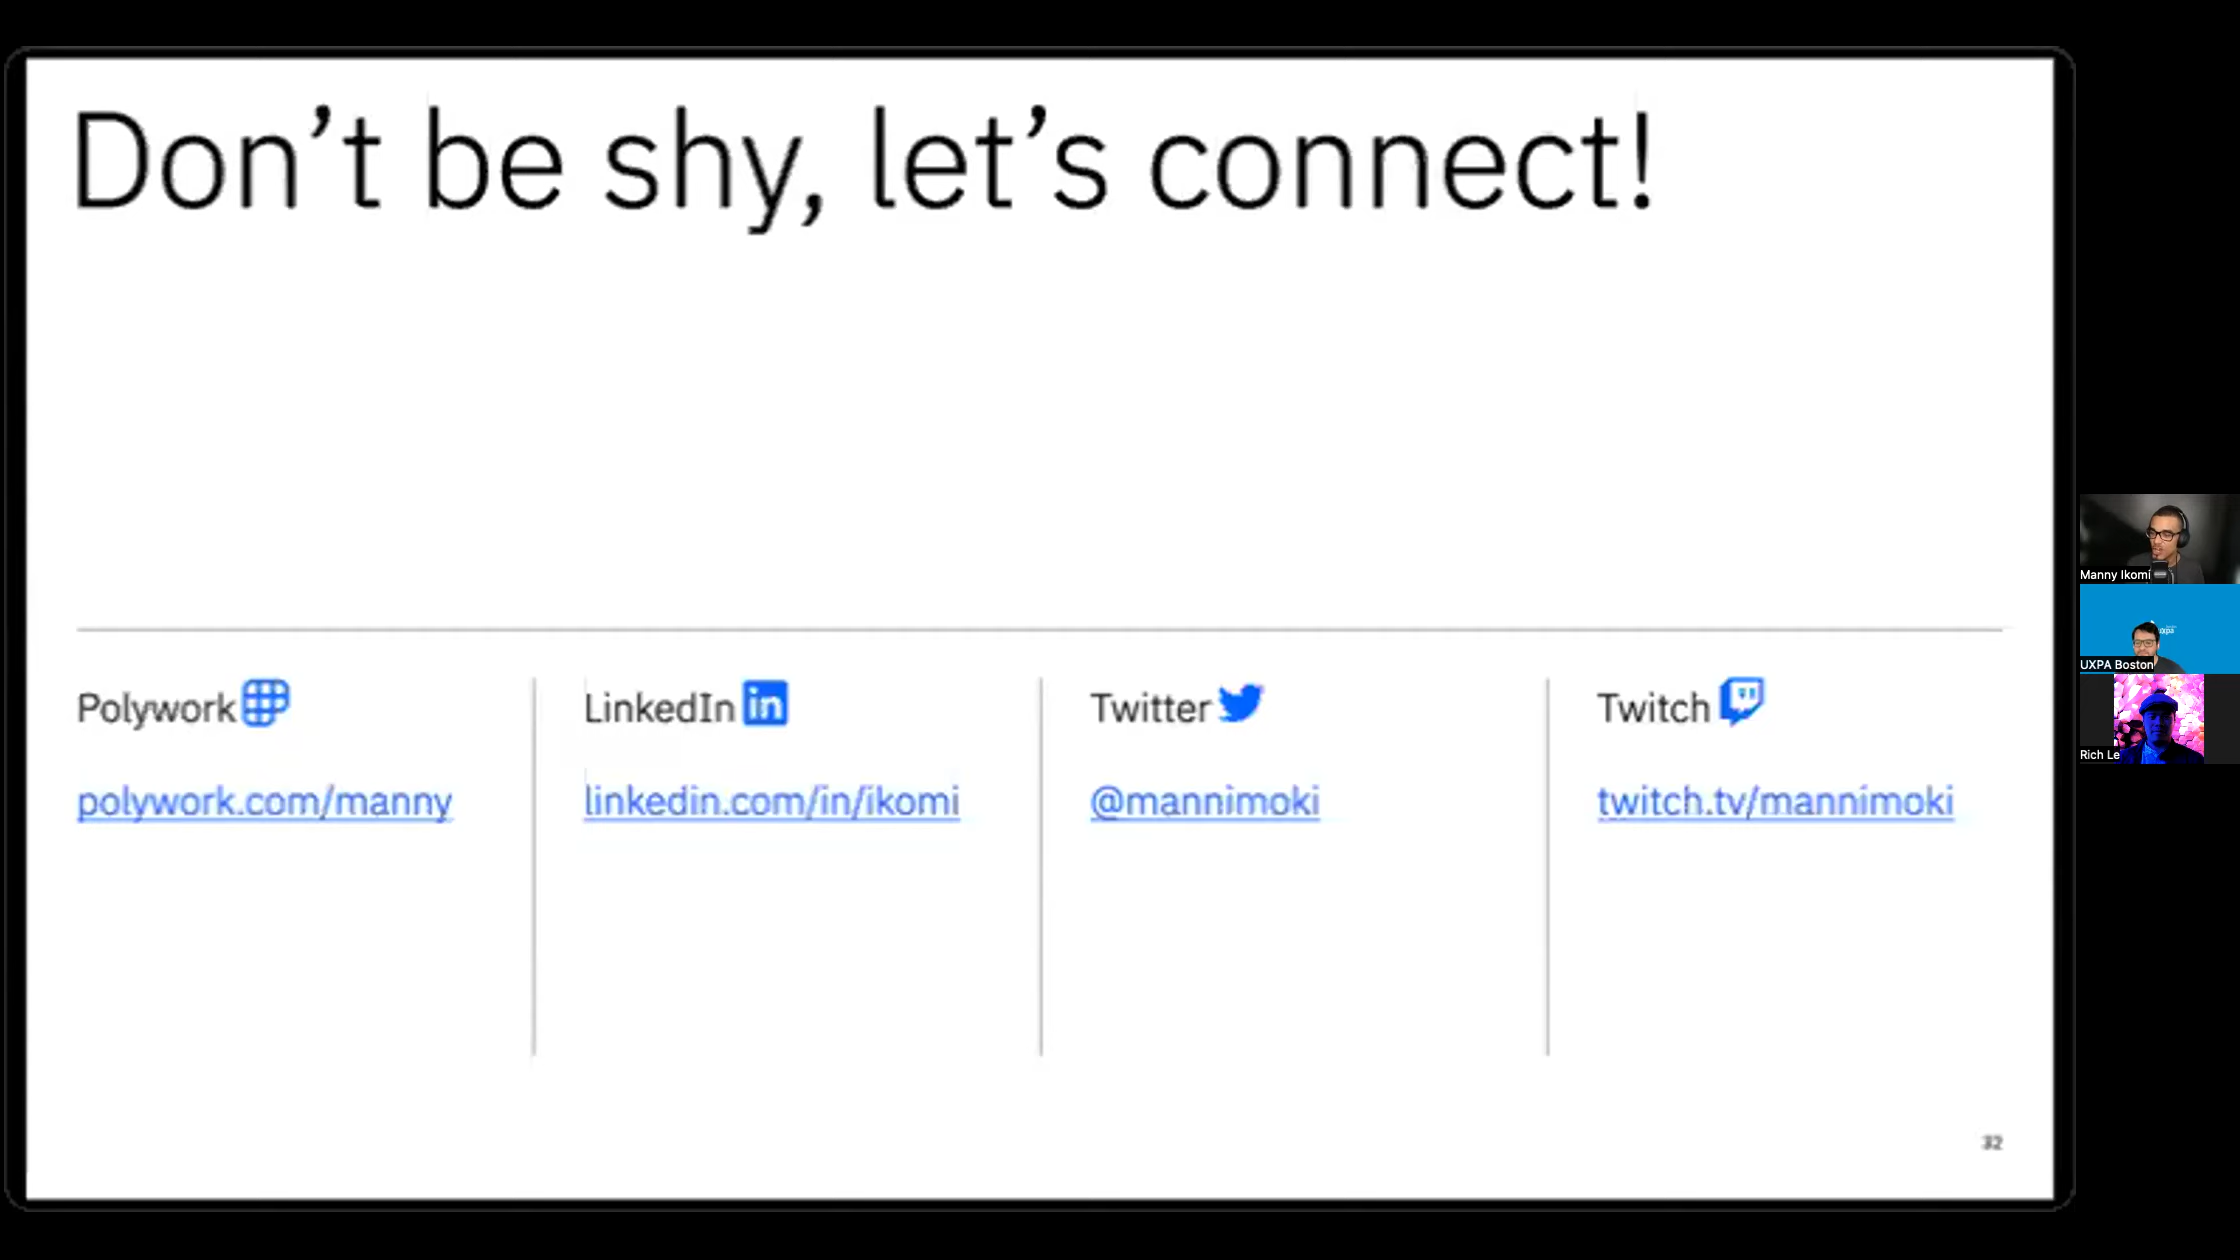 Don’t be shy, let’s connect!
Polywork
polywork.com/manny
LinkedIn in
linkedin.com/in/ikomi
Twitter
@mannimoki
Twitch
twitch.tv/mannimoki
32
Manny Ikomi
uxpa
UXPA Boston
Rich Le